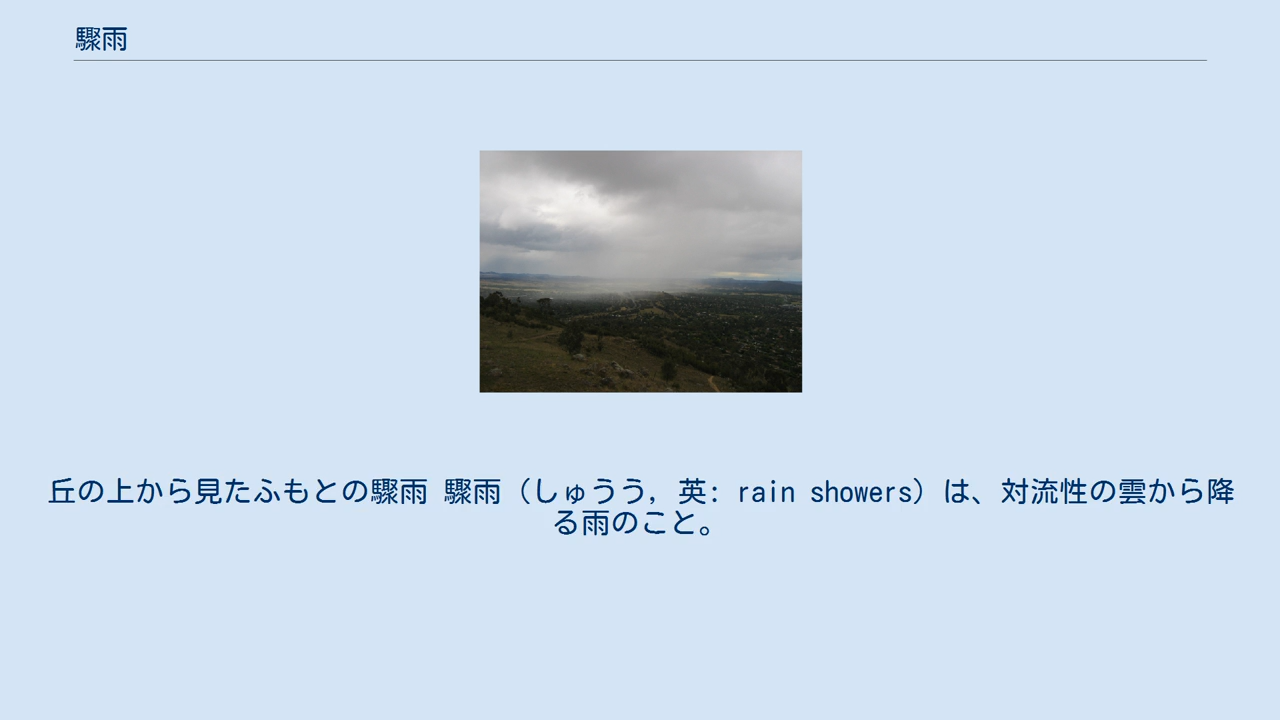 驟雨
丘の上から見たふもとの驟雨 驟雨（しゅうう, 英: rain showers）は、対流性の雲から降
る雨のこと。